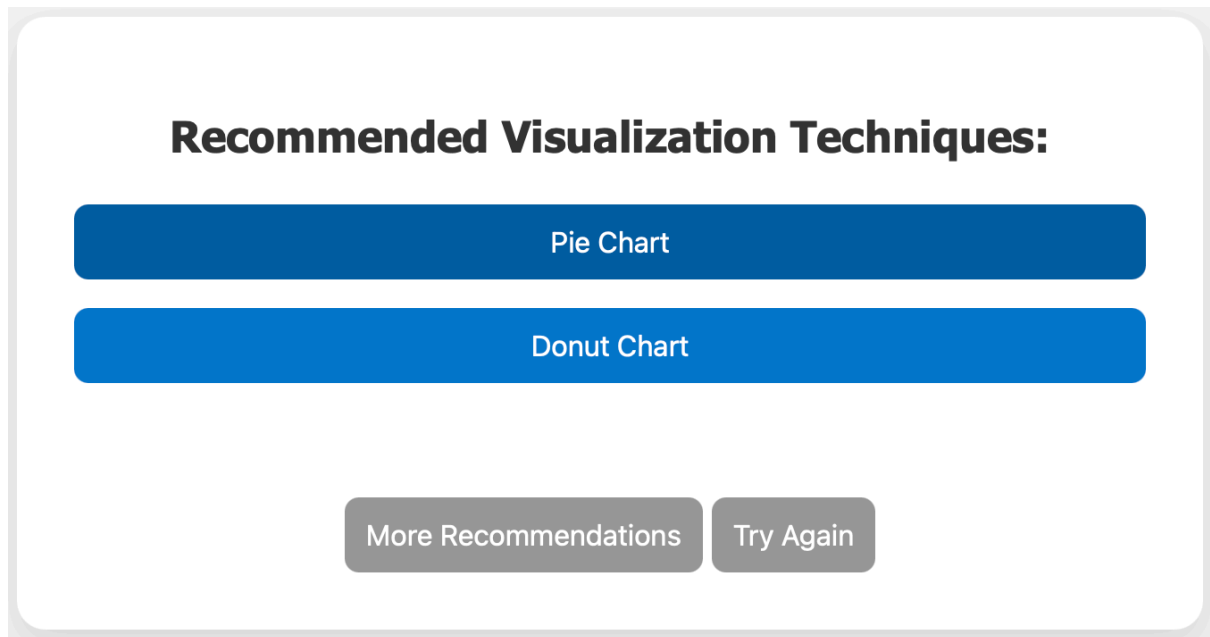 Recommended Visualization Techniques:
Pie Chart
Donut Chart
More Recommendations Try Again